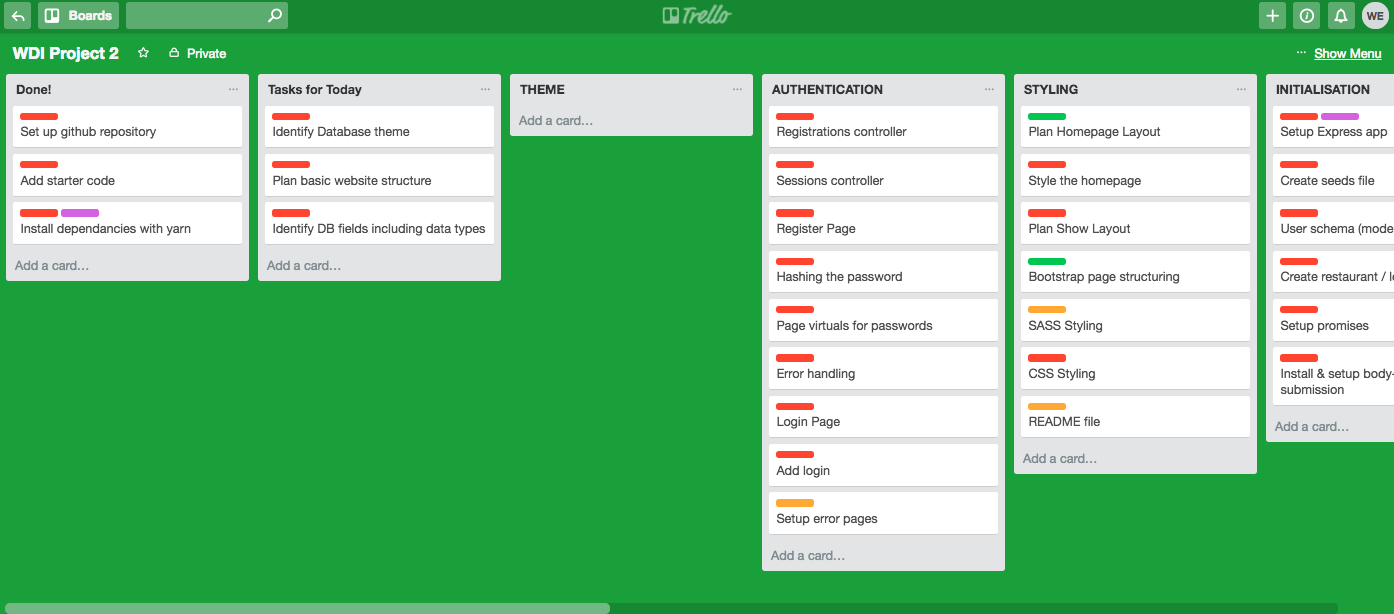 Boards
Trello
WE
WDI Project 2
Private
... Show Menu
Done!
Set up github repository
Add starter code
Install dependancies with yarn
Add a card...
Tasks for Today
Identify Database theme
Plan basic website structure
Identify DB fields including data types
Add a card...
THEME
Add a card...
AUTHENTICATION
Registrations controller
Sessions controller
Register Page
Hashing the password
Page virtuals for passwords
Error handling
Login Page
Add login
Setup error pages
Add a card...
STYLING
Plan Homepage Layout
Style the homepage
Plan Show Layout
Bootstrap page structuring
SASS Styling
CSS Styling
README file
Add a card...
INITIALISATION
Setup Express app
Create seeds file
User schema (mode
Create restaurant /
Setup promises
Install & setup body-
submission
Add a card...